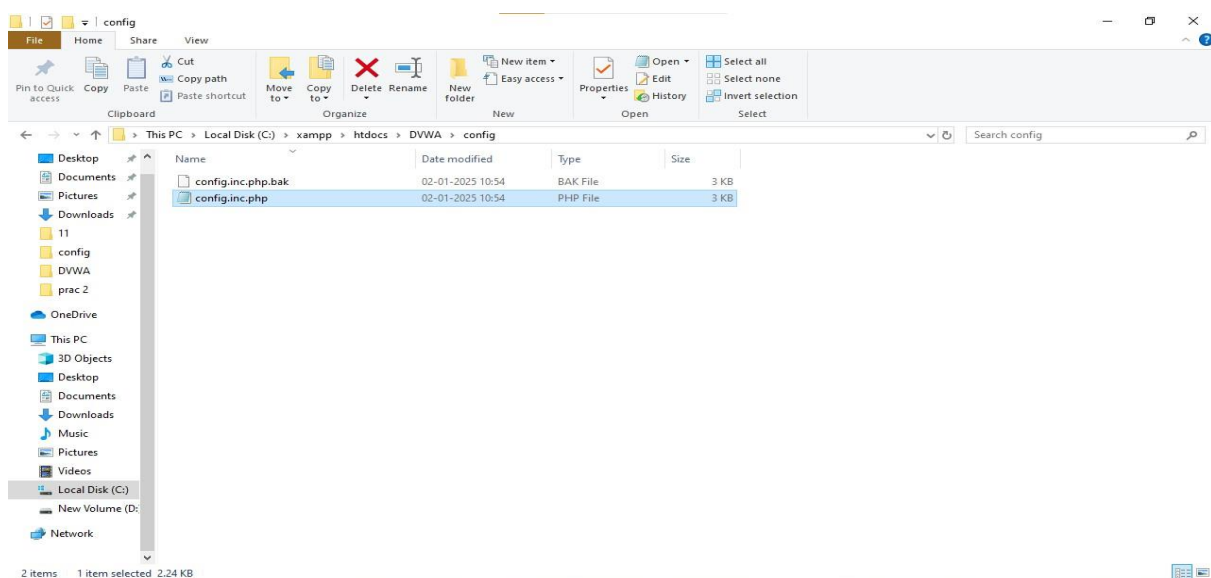 config
File Home Share View
Pin to Quick access
Copy
Paste
Cut
Copy path
Paste shortcut
Move to
Copy to
Delete
Rename
New folder
New item
Easy access
Properties
Open
Edit
History
Select all
Select none
Invert selection
Clipboard Organize New Open Select
This PC > Local Disk (C:) > xampp > htdocs > DVWA > config
Search config
Name Date modified Type Size
config.inc.php.bak 02-01-2025 10:54 BAK File 3 KB
config.inc.php 02-01-2025 10:54 PHP File 3 KB
Desktop
Documents
Pictures
Downloads
11
config
DVWA
prac 2
OneDrive
This PC
3D Objects
Desktop
Documents
Downloads
Music
Pictures
Videos
Local Disk (C:)
New Volume (D:
Network
2 items 1 item selected 2.24 KB